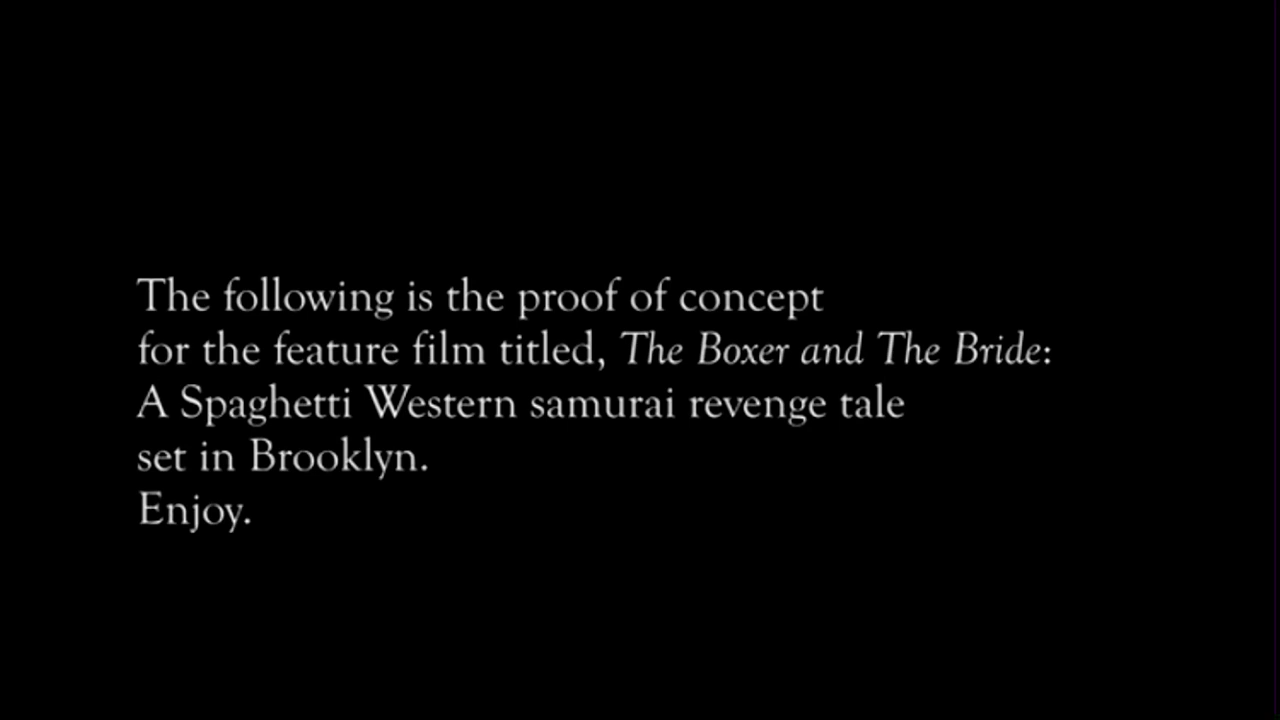 The following is the proof of concept
for the feature film titled, The Boxer and The Bride:
A Spaghetti Western samurai revenge tale
set in Brooklyn.
Enjoy.